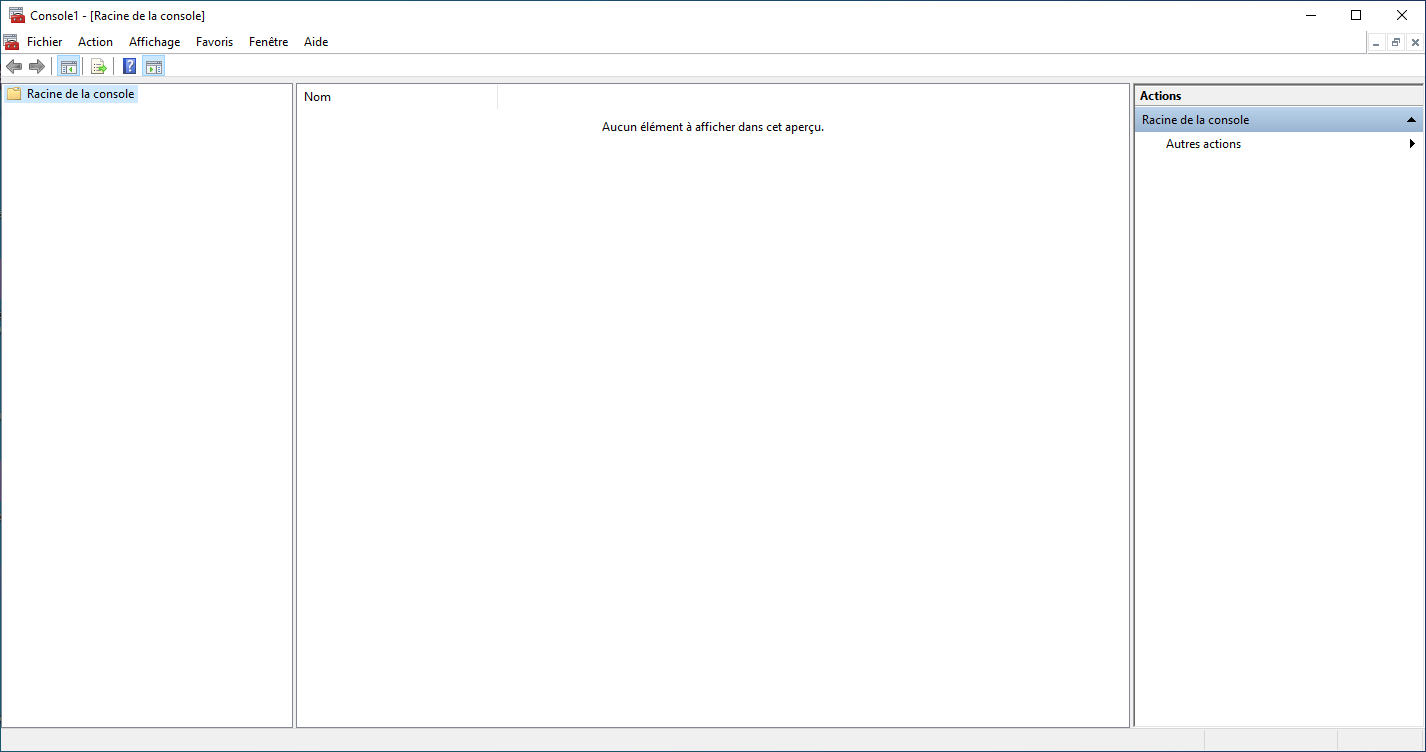 Console1 - [Racine de la console]
Fichier Action Affichage Favoris Fenêtre Aide
Racine de la console
Nom
Aucun élément à afficher dans cet aperçu.
Actions
Racine de la console
Autres actions